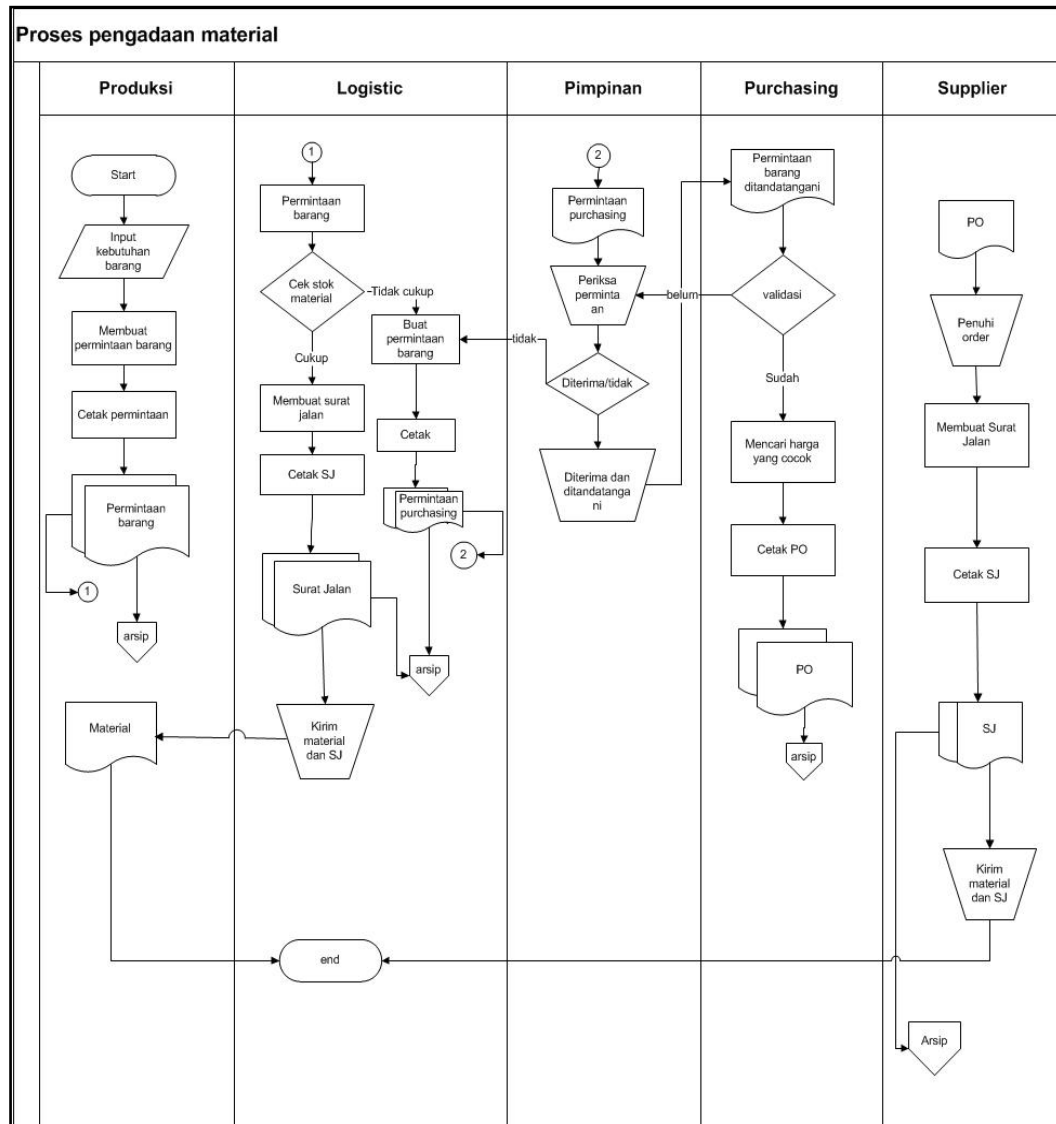 Proses pengadaan material
Produksi
Logistic
Pimpinan
Purchasing
Supplier
Start
Input
kebutuhan
barang
Membuat
permintaan barang
Cetak permintaan
Permintaan
barang
1
arsip
Material
1
Permintaan
barang
Cek stok
material
Tidak cukup
Cukup
Buat
permintaan
barang
Membuat surat
jalan
Cetak
Cetak SJ
Permintaan
purchasing
2
Surat Jalan
arsip
Kirim
material
dan SJ
end
2
Permintaan
purchasing
Periksa
perminta
an
tidak
Diterima/tidak
Diterima dan
ditandatanga
ni
Permintaan
barang
ditandatangani
belum
validasi
Sudah
Mencari harga
yang cocok
Cetak PO
PO
arsip
PO
Penuhi
order
Membuat Surat
Jalan
Cetak SJ
SJ
Kirim
material
dan SJ
Arsip